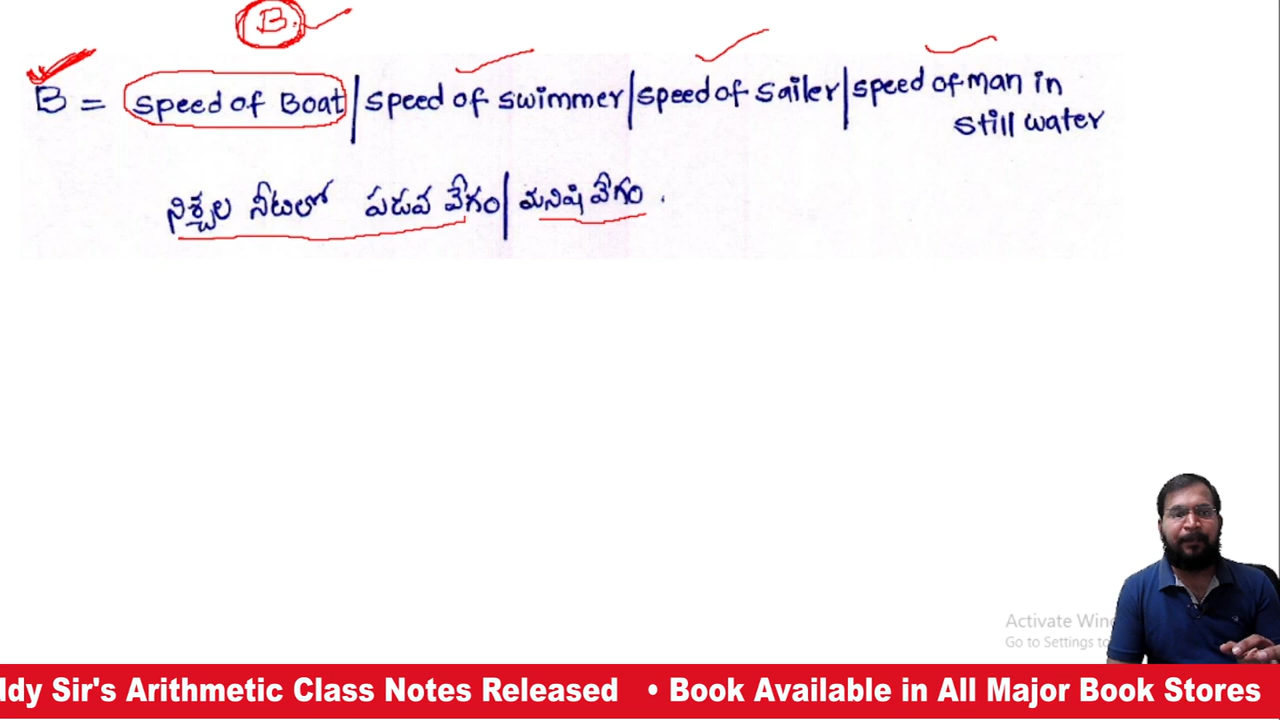 B
B = speed of Boat | speed of swimmer | speed of sailer | speed of man in
still water
నిశ్చల నీటిలో పడవ వేగం | మనిషి వేగం .
Activate Win
Go to Settings to
ddy Sir's Arithmetic Class Notes Released • Book Available in All Major Book Stores